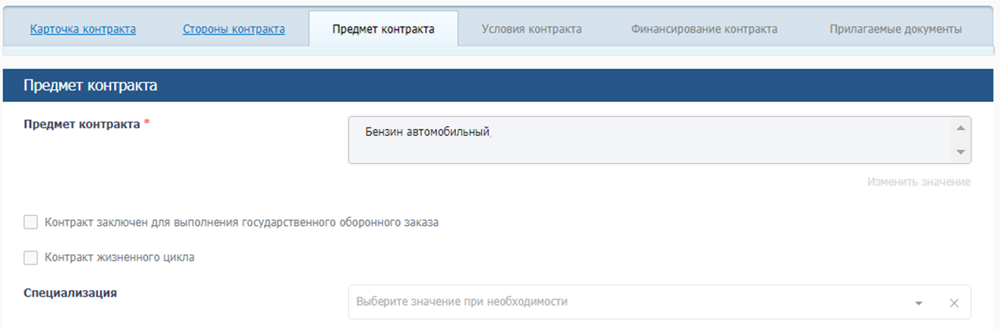 Карточка контракта Стороны контракта Предмет контракта Условия контракта Финансирование контракта Прилагаемые документы
Предмет контракта
Предмет контракта * Бензин автомобильный,
Изменить значение
Контракт заключен для выполнения государственного оборонного заказа
Контракт жизненного цикла
Специализация Выберите значение при необходимости